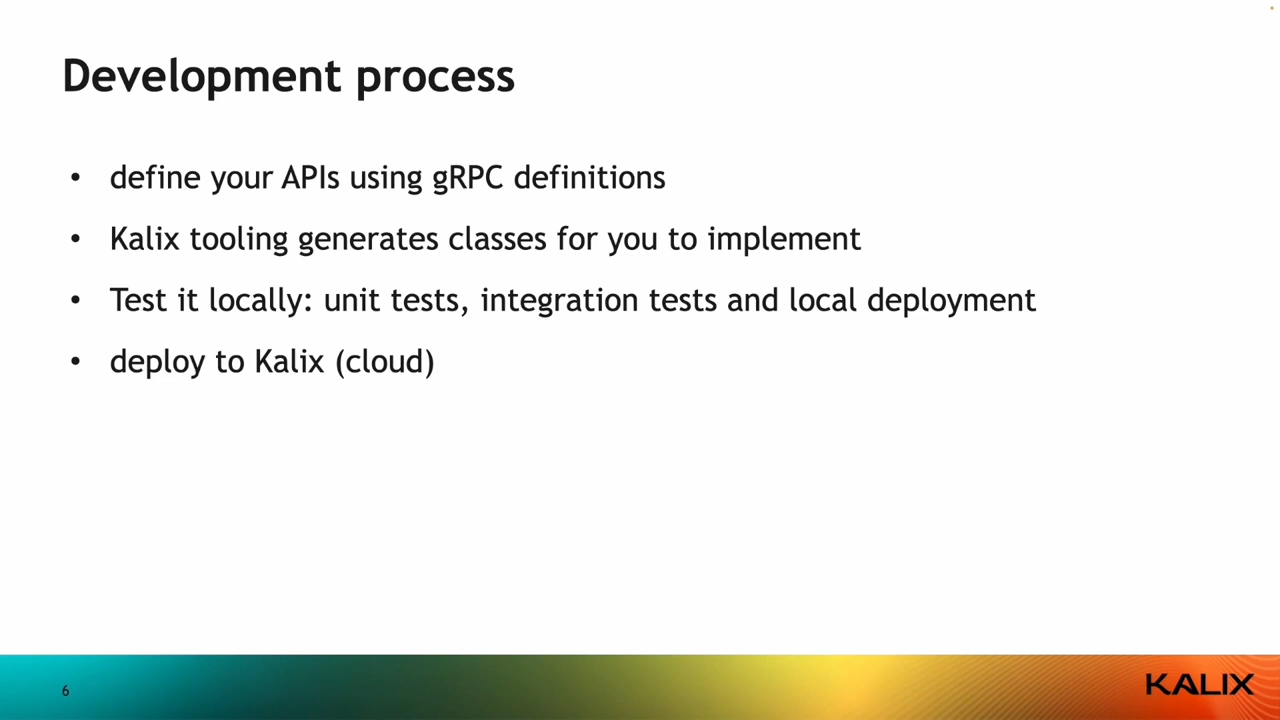 Development process
• define your APIs using gRPC definitions
• Kalix tooling generates classes for you to implement
• Test it locally: unit tests, integration tests and local deployment
• deploy to Kalix (cloud)
6
KALIX